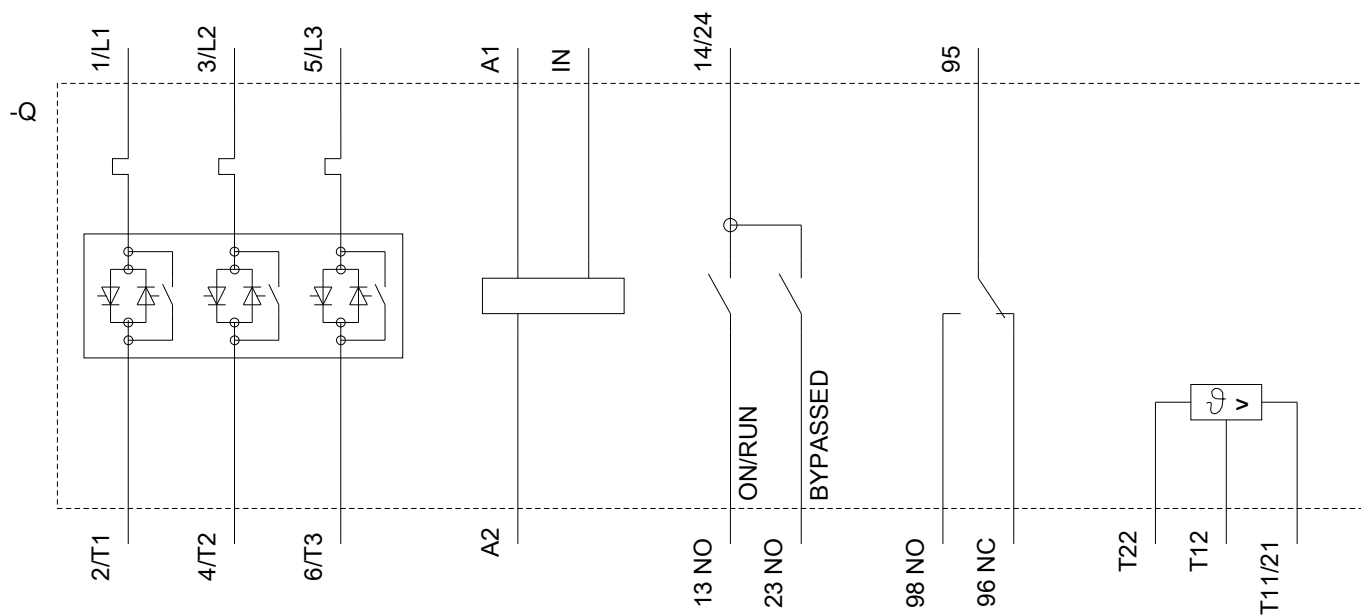 1/L1
3/L2
5/L3
A1
IN
14/24
95
-Q
ON/RUN
BYPASSED
ϑ >
2/T1
4/T2
6/T3
A2
13 NO
23 NO
98 NO
96 NC
T22
T12
T11/21